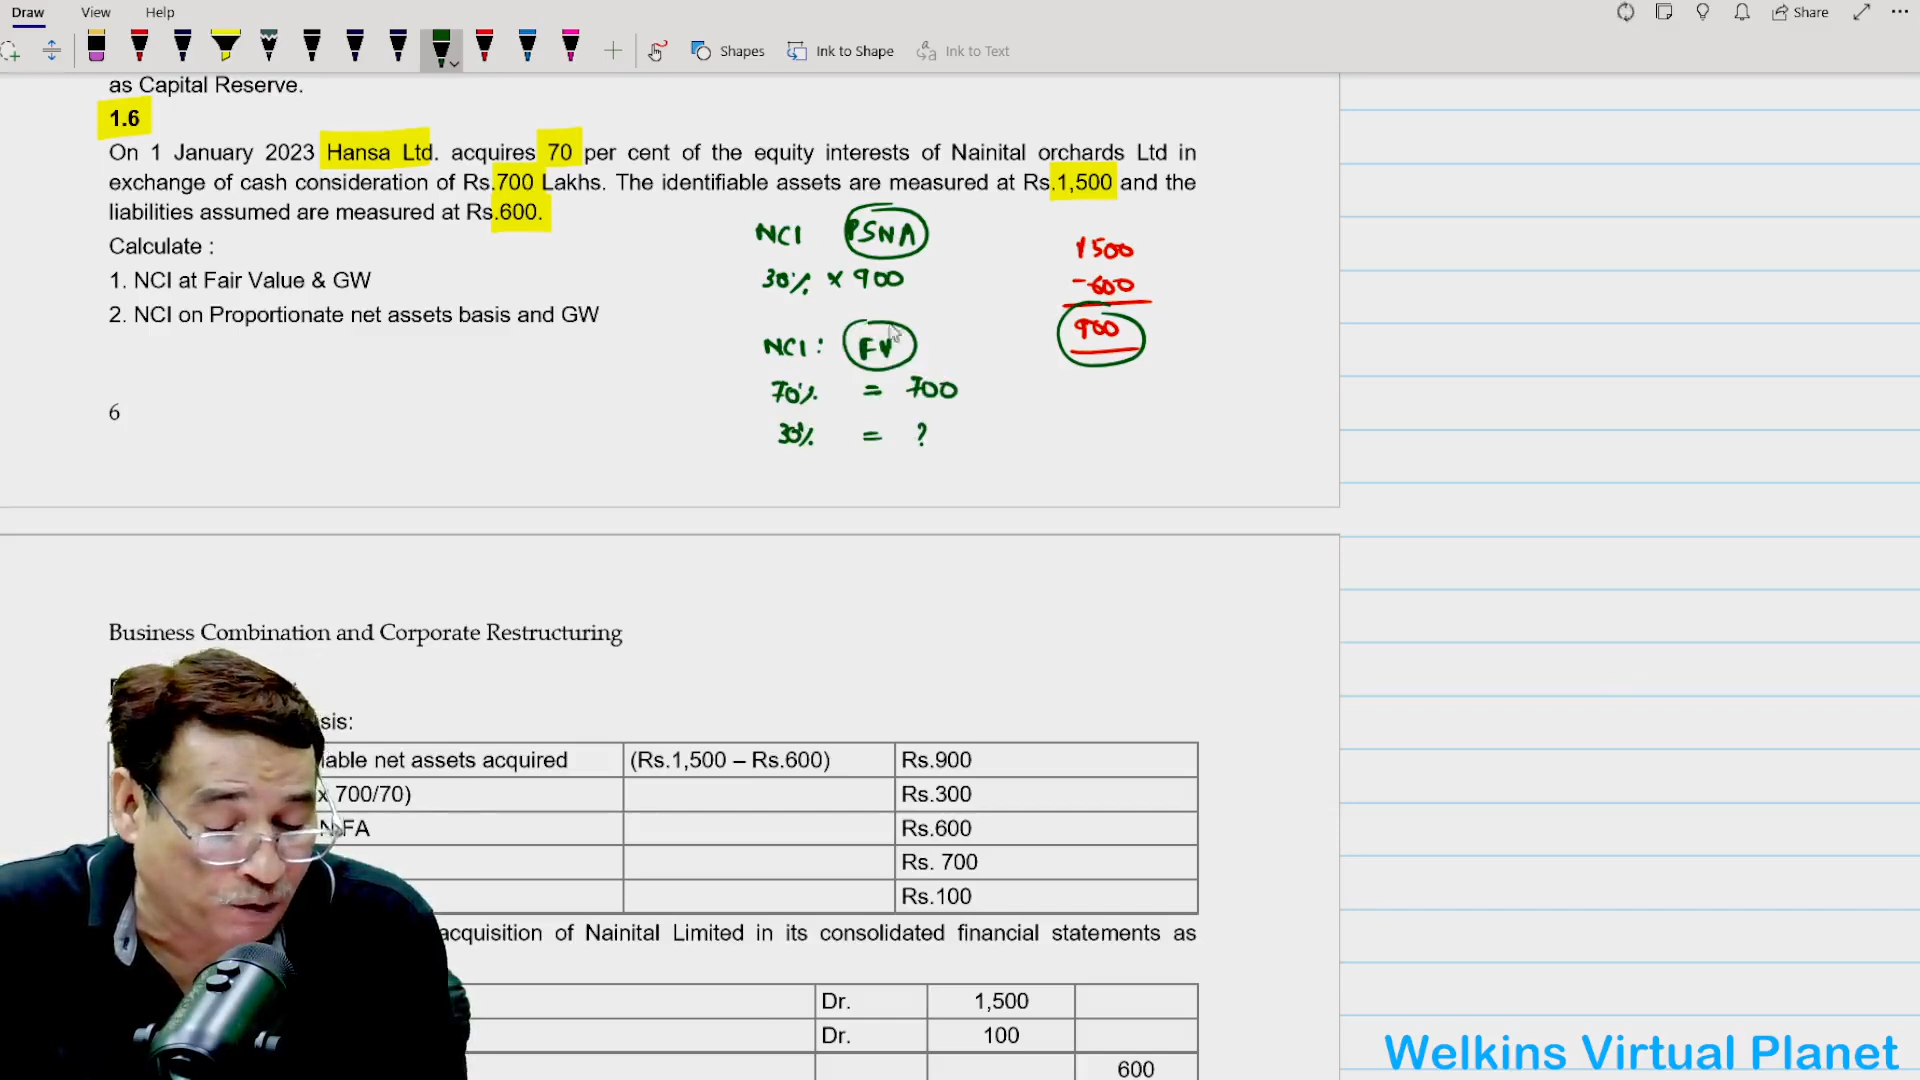 Draw View Help
Shapes Ink to Shape Ink to Text Share
as Capital Reserve.
1.6
On 1 January 2023 Hansa Ltd. acquires 70 per cent of the equity interests of Nainital orchards Ltd in
exchange of cash consideration of Rs.700 Lakhs. The identifiable assets are measured at Rs.1,500 and the
liabilities assumed are measured at Rs.600.
Calculate :
1. NCI at Fair Value & GW
2. NCI on Proportionate net assets basis and GW
NCI PSNA
30% x 900
NCI: FV
70% = 700
30% = ?
1500
-600
900
6
Business Combination and Corporate Restructuring
sis:
iable net assets acquired (Rs.1,500 – Rs.600) Rs.900
x 700/70) Rs.300
FA Rs.600
Rs. 700
Rs.100
acquisition of Nainital Limited in its consolidated financial statements as
Dr. 1,500
Dr. 100
600
Welkins Virtual Planet